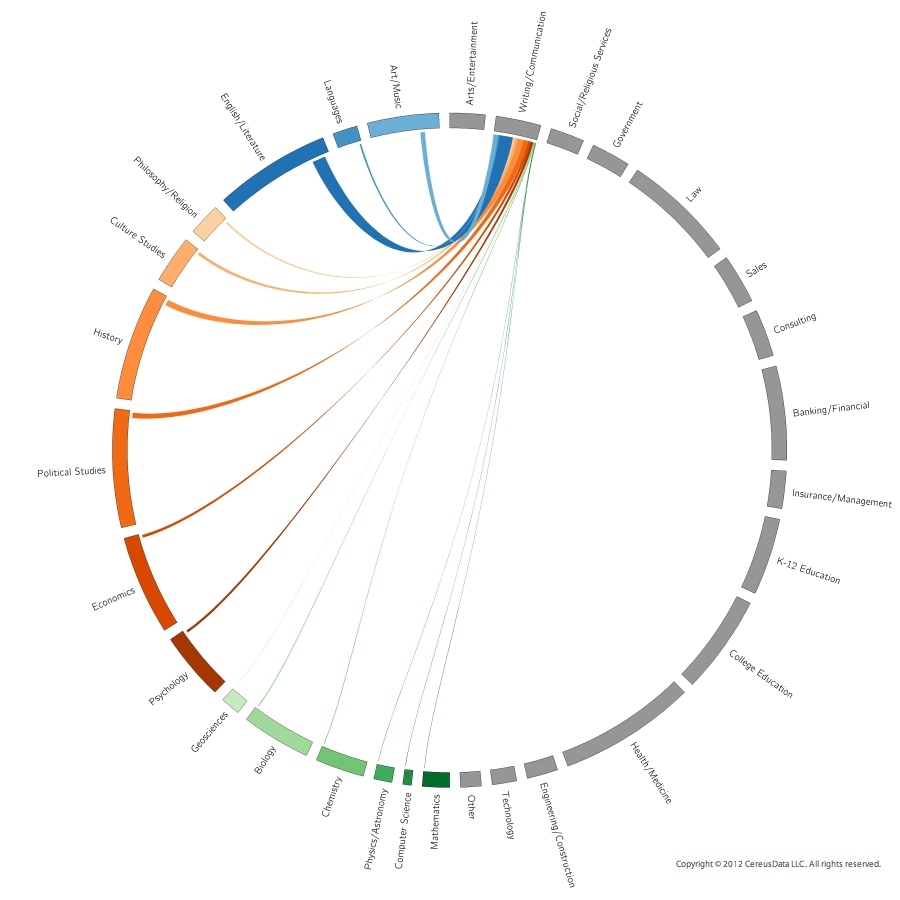 Arts/Entertainment
Writing/Communication
Social/Religious Services
Government
Law
Sales
Consulting
Banking/Financial
Insurance/Management
K-12 Education
College Education
Health/Medicine
Engineering/Construction
Technology
Other
Mathematics
Computer Science
Physics/Astronomy
Chemistry
Biology
Geosciences
Psychology
Economics
Political Studies
History
Culture Studies
Philosophy/Religion
English/Literature
Languages
Art/Music
Copyright © 2012 CereusData LLC. All rights reserved.